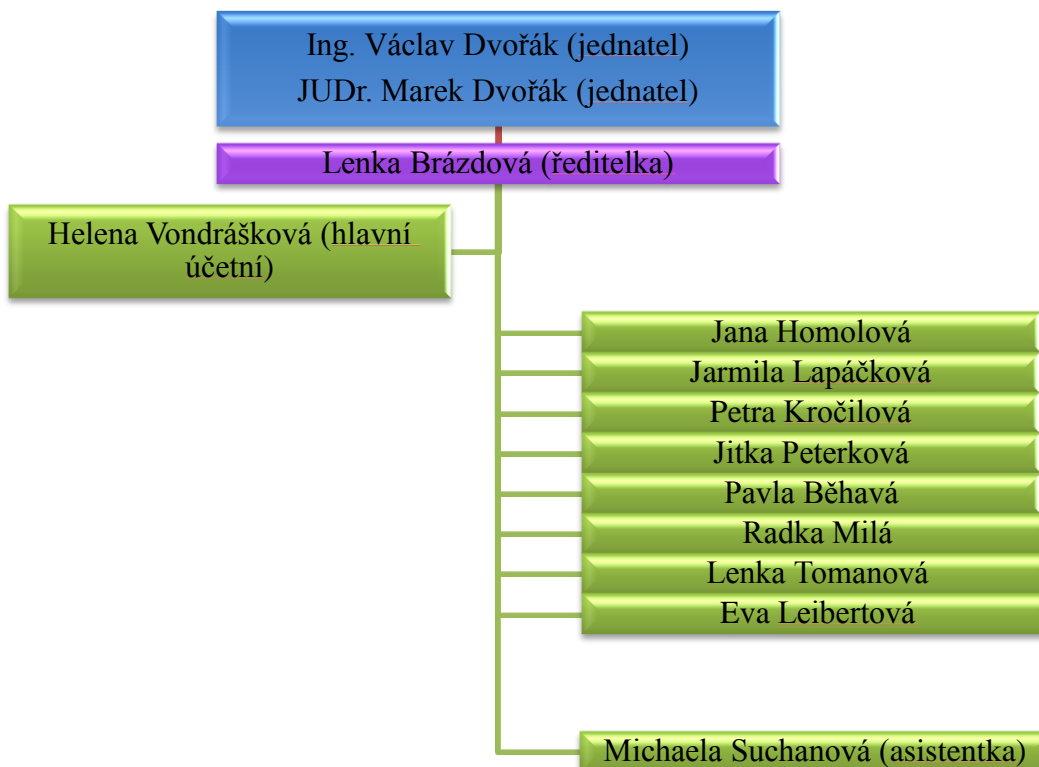 Ing. Václav Dvořák (jednatel)
JUDr. Marek Dvořák (jednatel)
Lenka Brázdová (ředitelka)
Helena Vondrášková (hlavní
účetní)
Jana Homolová
Jarmila Lapáčková
Petra Kročilová
Jitka Peterková
Pavla Běhavá
Radka Milá
Lenka Tomanová
Eva Leibertová
Michaela Suchanová (asistentka)